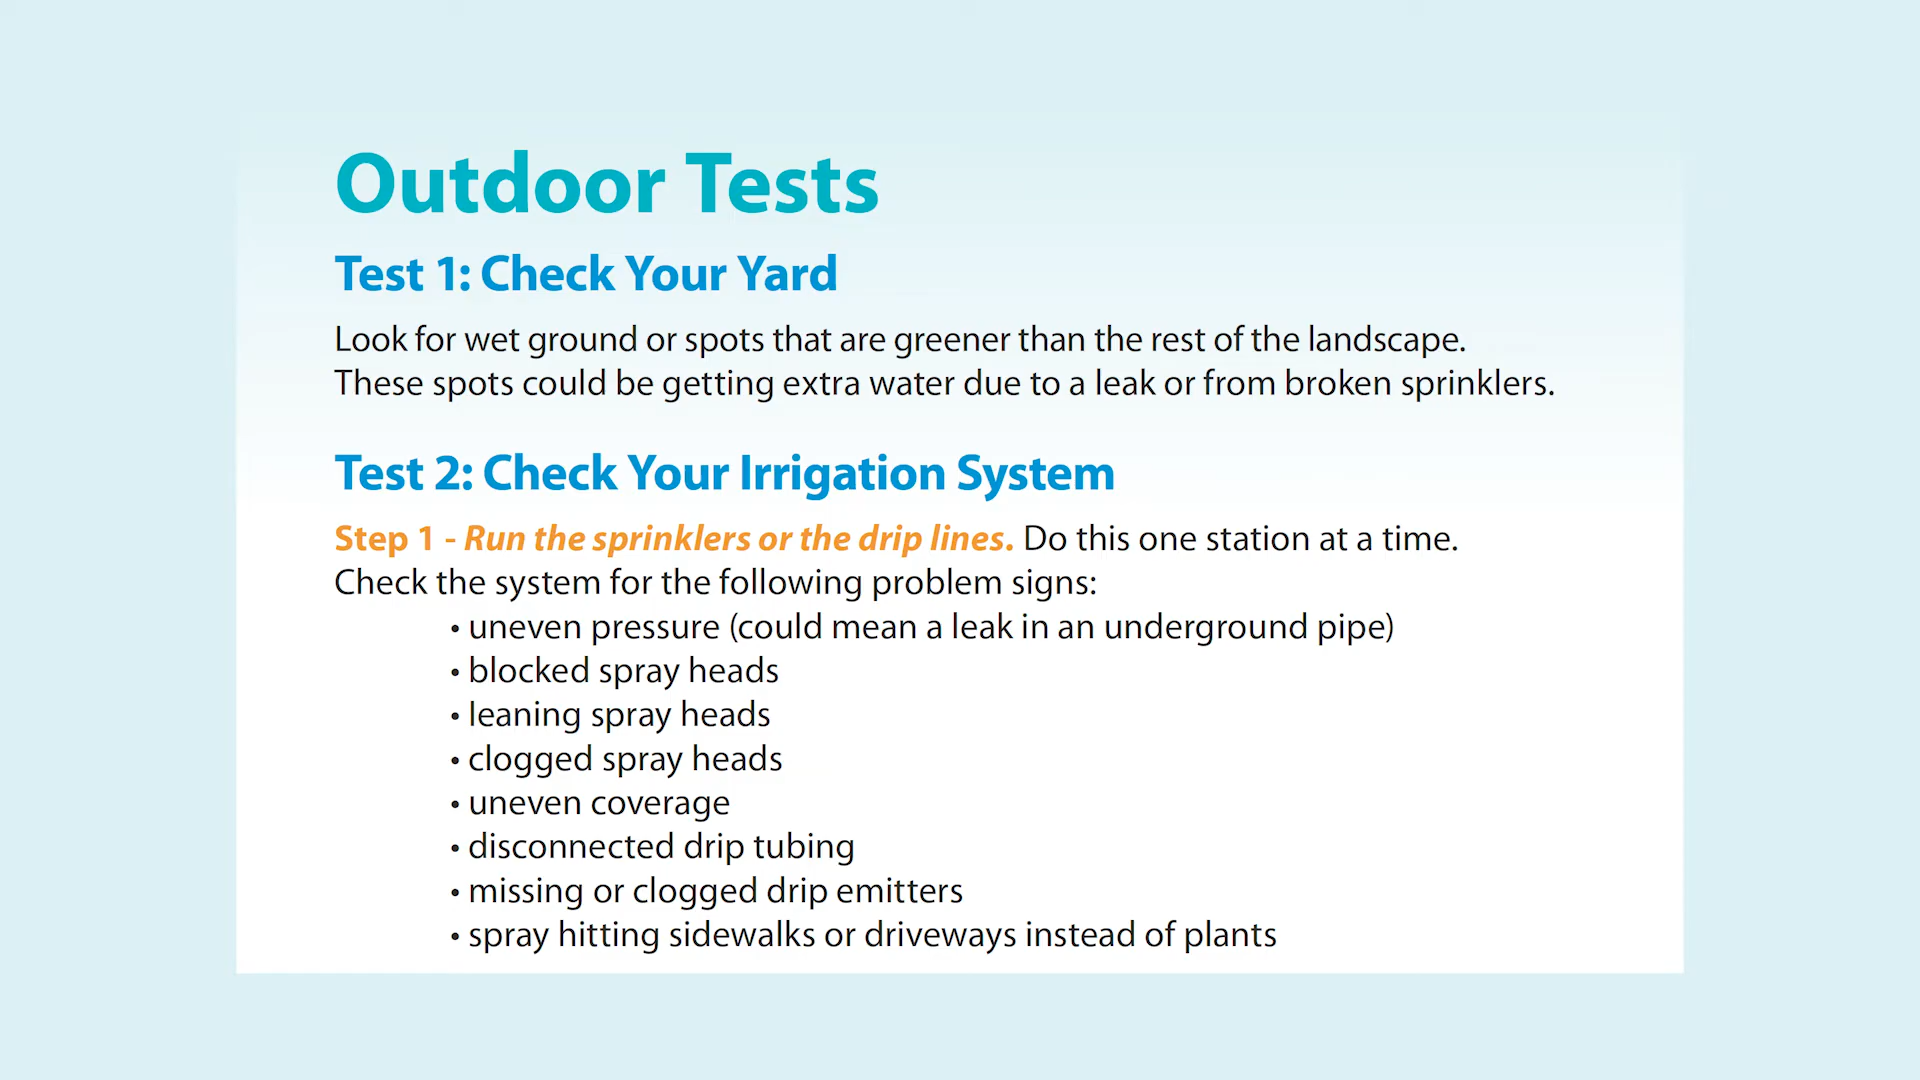 Outdoor Tests
Test 1: Check Your Yard
Look for wet ground or spots that are greener than the rest of the landscape.
These spots could be getting extra water due to a leak or from broken sprinklers.
Test 2: Check Your Irrigation System
Step 1 - Run the sprinklers or the drip lines. Do this one station at a time.
Check the system for the following problem signs:
• uneven pressure (could mean a leak in an underground pipe)
• blocked spray heads
• leaning spray heads
• clogged spray heads
• uneven coverage
• disconnected drip tubing
• missing or clogged drip emitters
• spray hitting sidewalks or driveways instead of plants